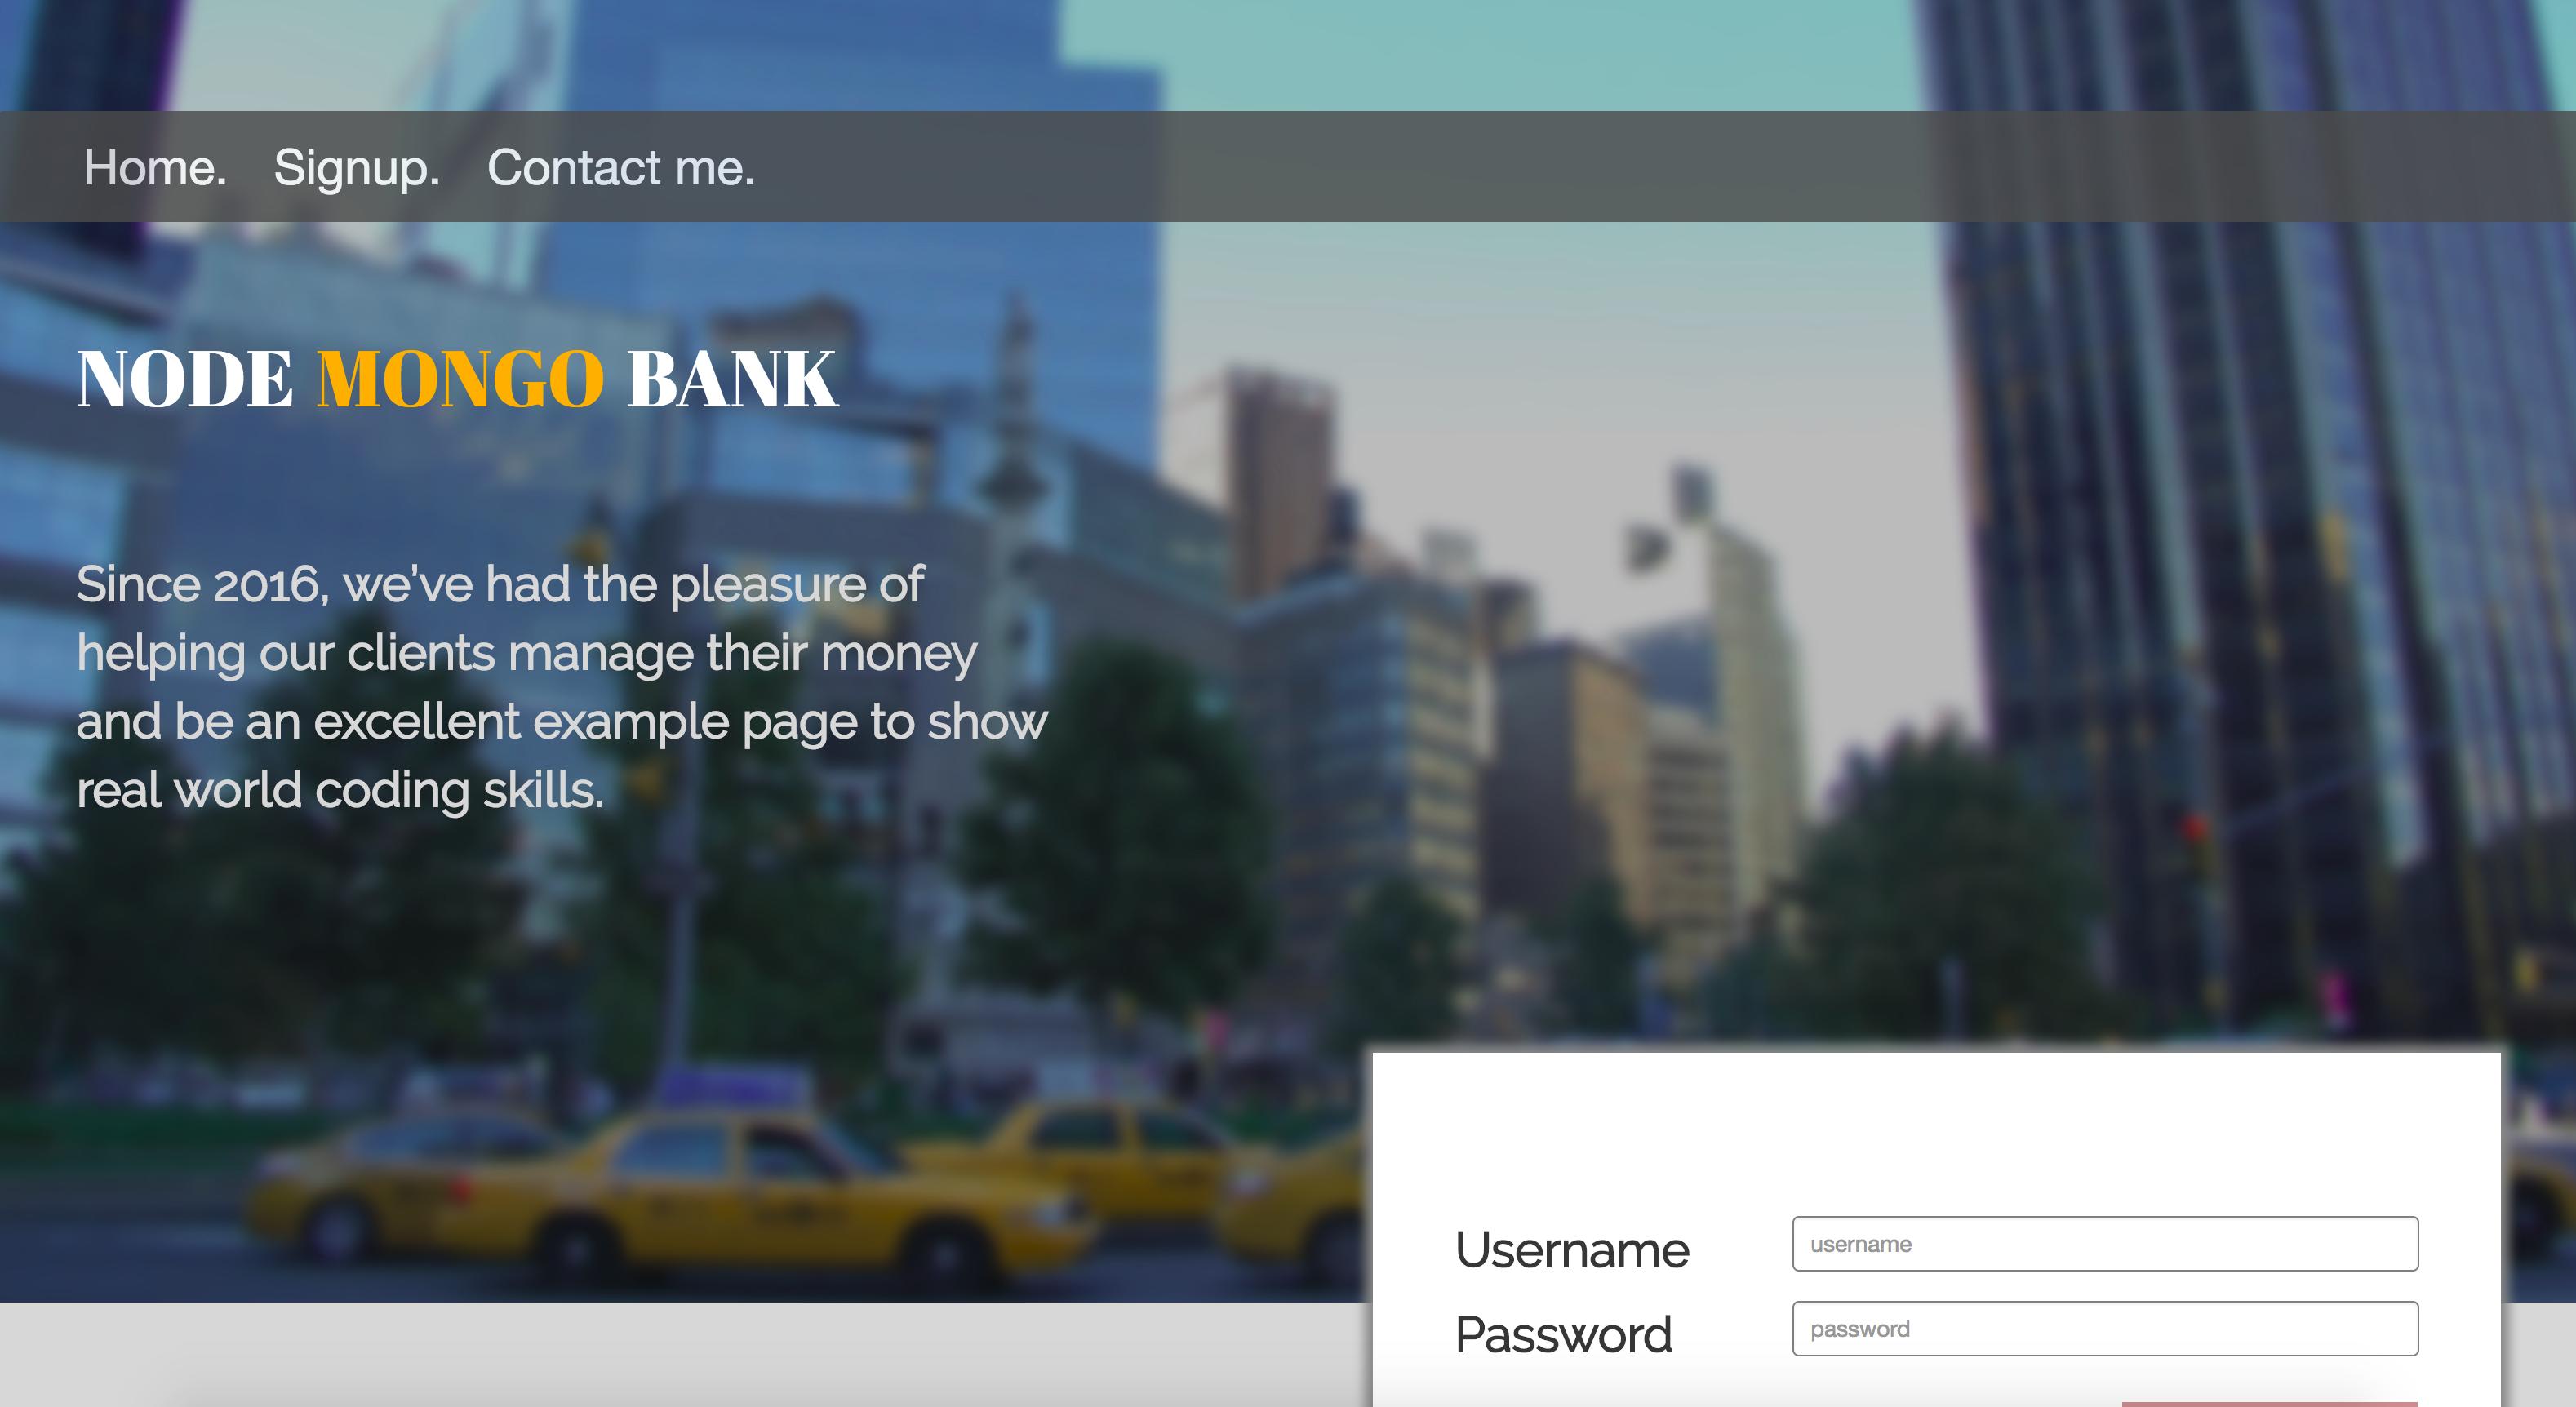 Home. Signup. Contact me.
NODE MONGO BANK
Since 2016, we’ve had the pleasure of
helping our clients manage their money
and be an excellent example page to show
real world coding skills.
Username username
Password password